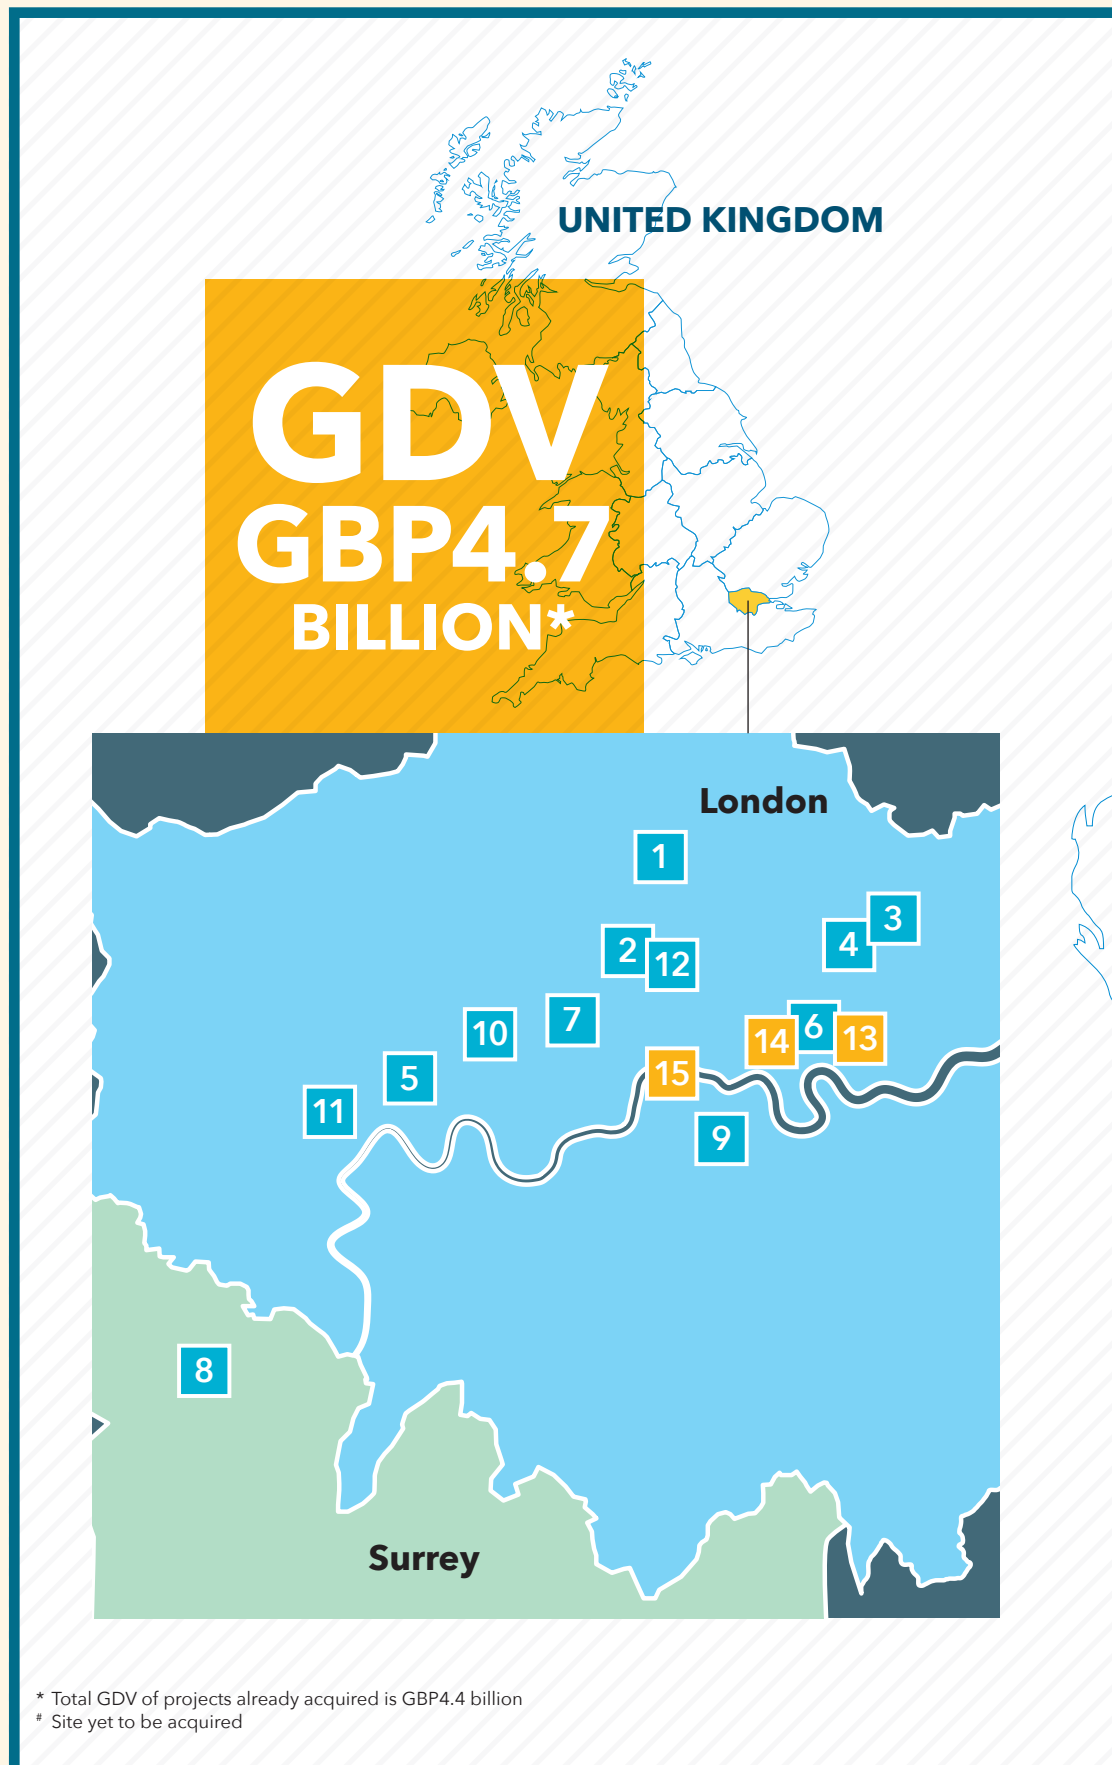 UNITED KINGDOM
GDV
GBP4.7
BILLION*
London
1
3
4
2
12
7
10
6
14
13
15
5
11
9
8
Surrey
* Total GDV of projects already acquired is GBP4.4 billion
# Site yet to be acquired